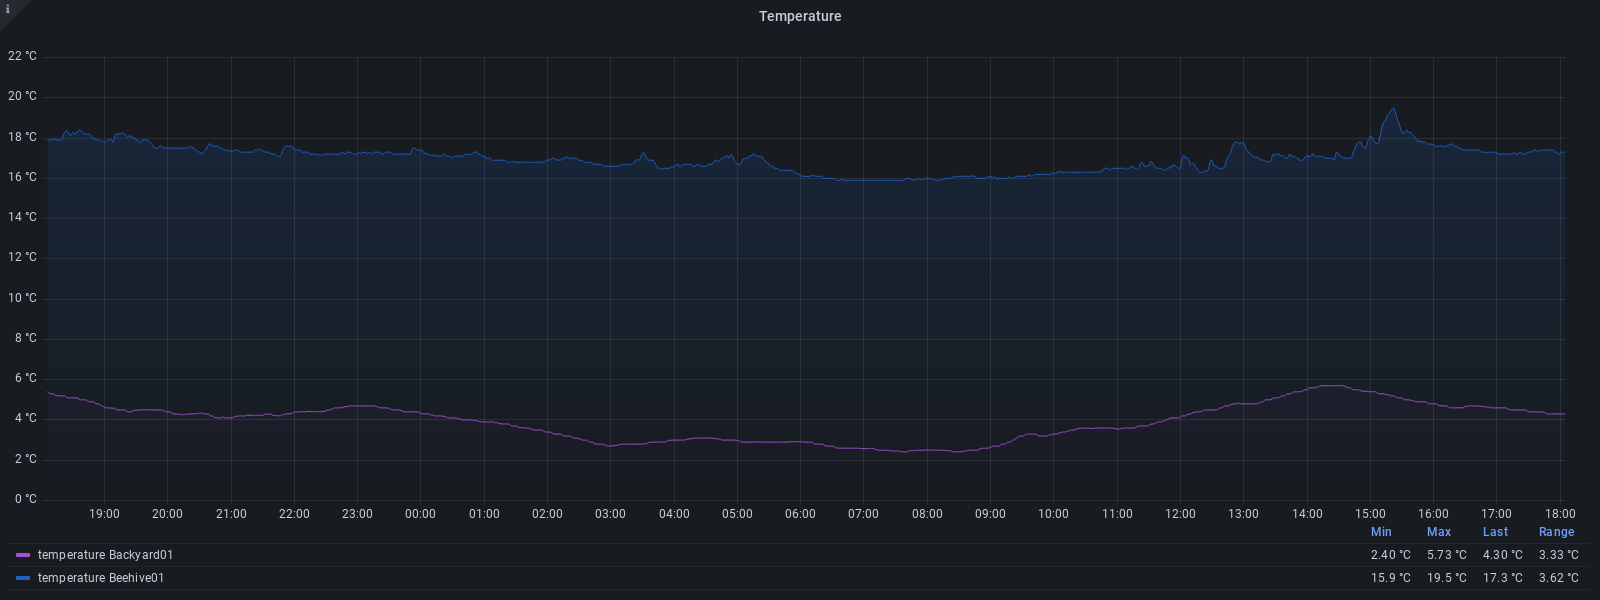 i
Temperature
22 °C
20 °C
18 °C
16 °C
14 °C
12 °C
10 °C
8 °C
6 °C
4 °C
2 °C
0 °C
19:00 20:00 21:00 22:00 23:00 00:00 01:00 02:00 03:00 04:00 05:00 06:00 07:00 08:00 09:00 10:00 11:00 12:00 13:00 14:00 15:00 16:00 17:00 18:00
Min Max Last Range
temperature Backyard01 2.40 °C 5.73 °C 4.30 °C 3.33 °C
temperature Beehive01 15.9 °C 19.5 °C 17.3 °C 3.62 °C